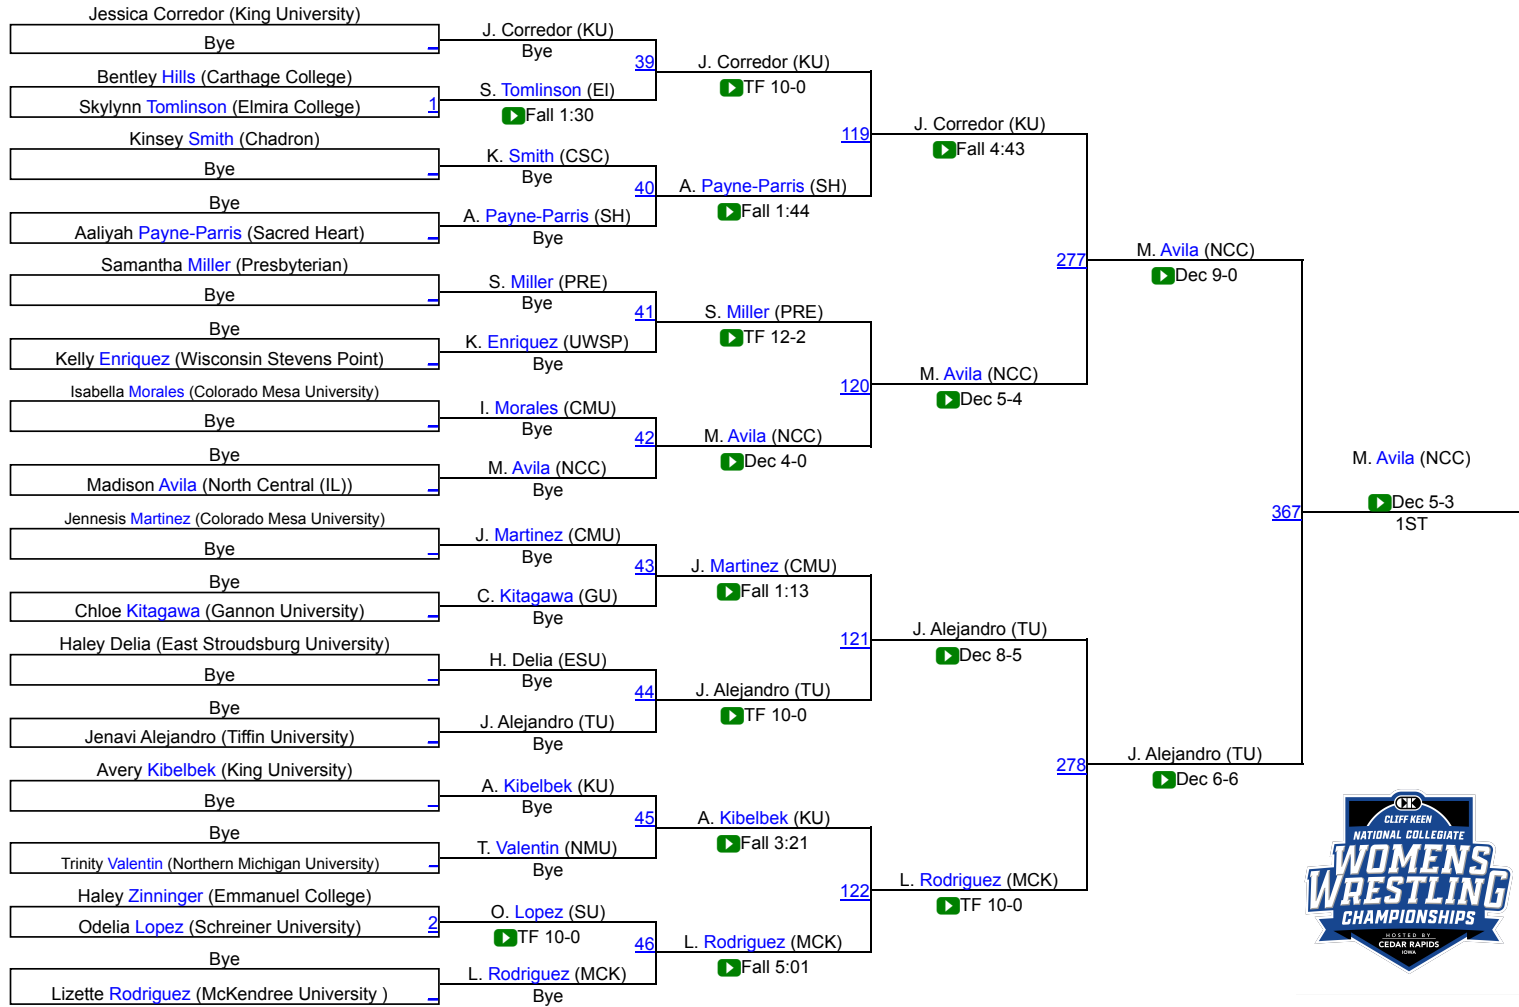 Jessica Corredor (King University)
Bye
Bentley Hills (Carthage College)
Skylynn Tomlinson (Elmira College) 1
Kinsey Smith (Chadron)
Bye
Bye
Aaliyah Payne-Parris (Sacred Heart)
Samantha Miller (Presbyterian)
Bye
Bye
Kelly Enriquez (Wisconsin Stevens Point)
Isabella Morales (Colorado Mesa University)
Bye
Bye
Madison Avila (North Central (IL))
Jennesis Martinez (Colorado Mesa University)
Bye
Bye
Chloe Kitagawa (Gannon University)
Haley Delia (East Stroudsburg University)
Bye
Bye
Jenavi Alejandro (Tiffin University)
Avery Kibelbek (King University)
Bye
Bye
Trinity Valentin (Northern Michigan University)
Haley Zinninger (Emmanuel College)
Odelia Lopez (Schreiner University) 2
Bye
Lizette Rodriguez (McKendree University )
J. Corredor (KU)
Bye
39
S. Tomlinson (El)
Fall 1:30
K. Smith (CSC)
Bye
40
A. Payne-Parris (SH)
Bye
S. Miller (PRE)
Bye
41
K. Enriquez (UWSP)
Bye
I. Morales (CMU)
Bye
42
M. Avila (NCC)
Bye
J. Martinez (CMU)
Bye
43
C. Kitagawa (GU)
Bye
H. Delia (ESU)
Bye
44
J. Alejandro (TU)
Bye
A. Kibelbek (KU)
Bye
45
T. Valentin (NMU)
Bye
O. Lopez (SU)
TF 10-0
46
L. Rodriguez (MCK)
Bye
J. Corredor (KU)
TF 10-0
119
A. Payne-Parris (SH)
Fall 1:44
S. Miller (PRE)
TF 12-2
120
M. Avila (NCC)
Dec 4-0
J. Martinez (CMU)
Fall 1:13
121
J. Alejandro (TU)
TF 10-0
A. Kibelbek (KU)
Fall 3:21
122
L. Rodriguez (MCK)
Fall 5:01
J. Corredor (KU)
Fall 4:43
277
M. Avila (NCC)
Dec 5-4
J. Alejandro (TU)
Dec 8-5
278
L. Rodriguez (MCK)
TF 10-0
M. Avila (NCC)
Dec 9-0
367
J. Alejandro (TU)
Dec 6-6
M. Avila (NCC)
Dec 5-3
1ST
CK
CLIFF KEEN
NATIONAL COLLEGIATE
WOMENS
WRESTLING
CHAMPIONSHIPS
HOSTED BY
CEDAR RAPIDS
IOWA